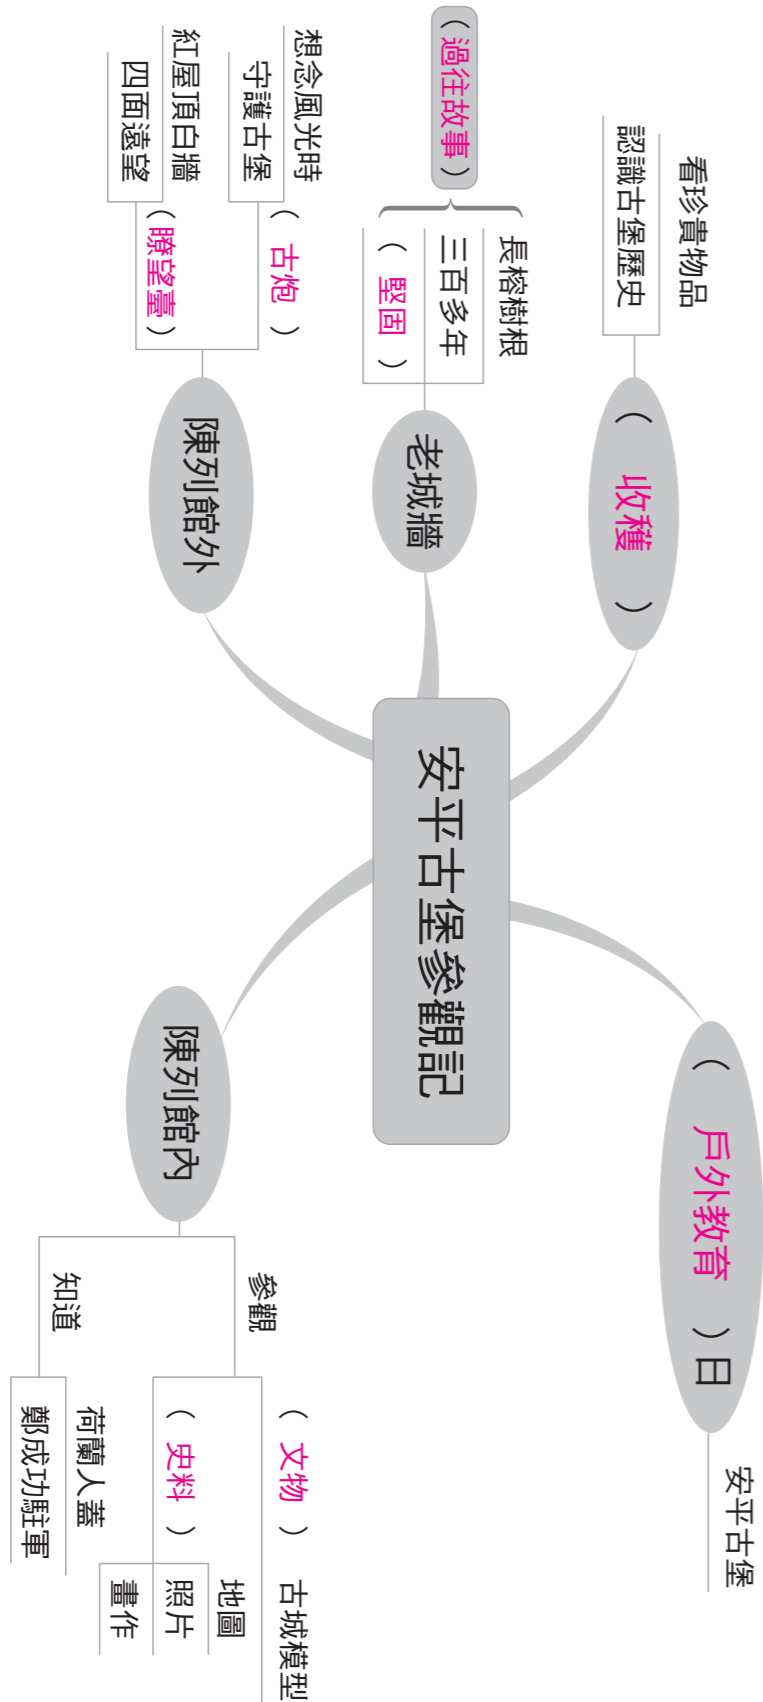 安平古堡參觀記
（ 戶外教育 ）日
安平古堡
陳列館內
參觀
（ 文物 ）
古城模型
（ 史料 ）
地圖
照片
畫作
知道
荷蘭人蓋
鄭成功駐軍
陳列館外
（ 古炮 ）
想念風光時
守護古堡
（瞭望臺）
紅屋頂白牆
四面遠望
老城牆
長榕樹根
三百多年
（ 堅固 ）
（過往故事）
（ 收穫 ）
看珍貴物品
認識古堡歷史